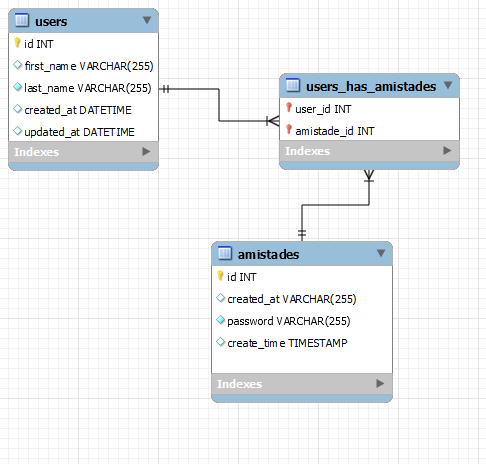 users
id INT
first_name VARCHAR(255)
last_name VARCHAR(255)
created_at DATETIME
updated_at DATETIME
Indexes
users_has_amistades
user_id INT
amistade_id INT
Indexes
amistades
id INT
created_at VARCHAR(255)
password VARCHAR(255)
create_time TIMESTAMP
Indexes